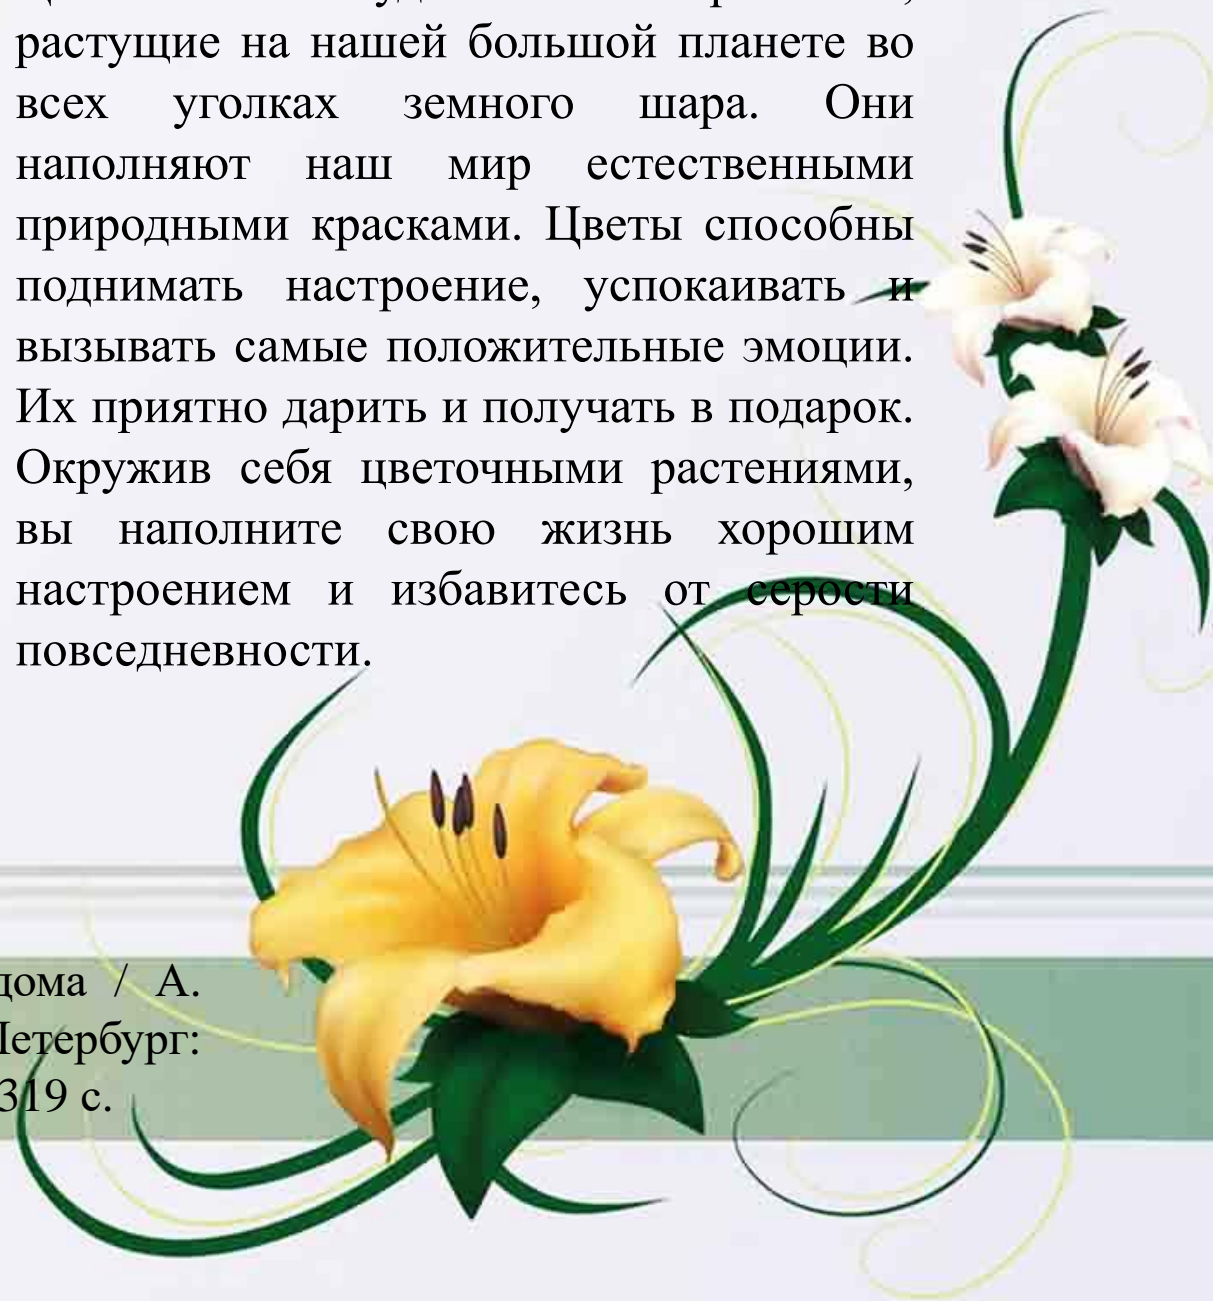 растущие на нашей большой планете во
всех уголках земного шара. Они
наполняют наш мир естественными
природными красками. Цветы способны
поднимать настроение, успокаивать и
вызывать самые положительные эмоции.
Их приятно дарить и получать в подарок.
Окружив себя цветочными растениями,
вы наполните свою жизнь хорошим
настроением и избавитесь от серости
повседневности.
дома / А.
Петербург:
319 с.